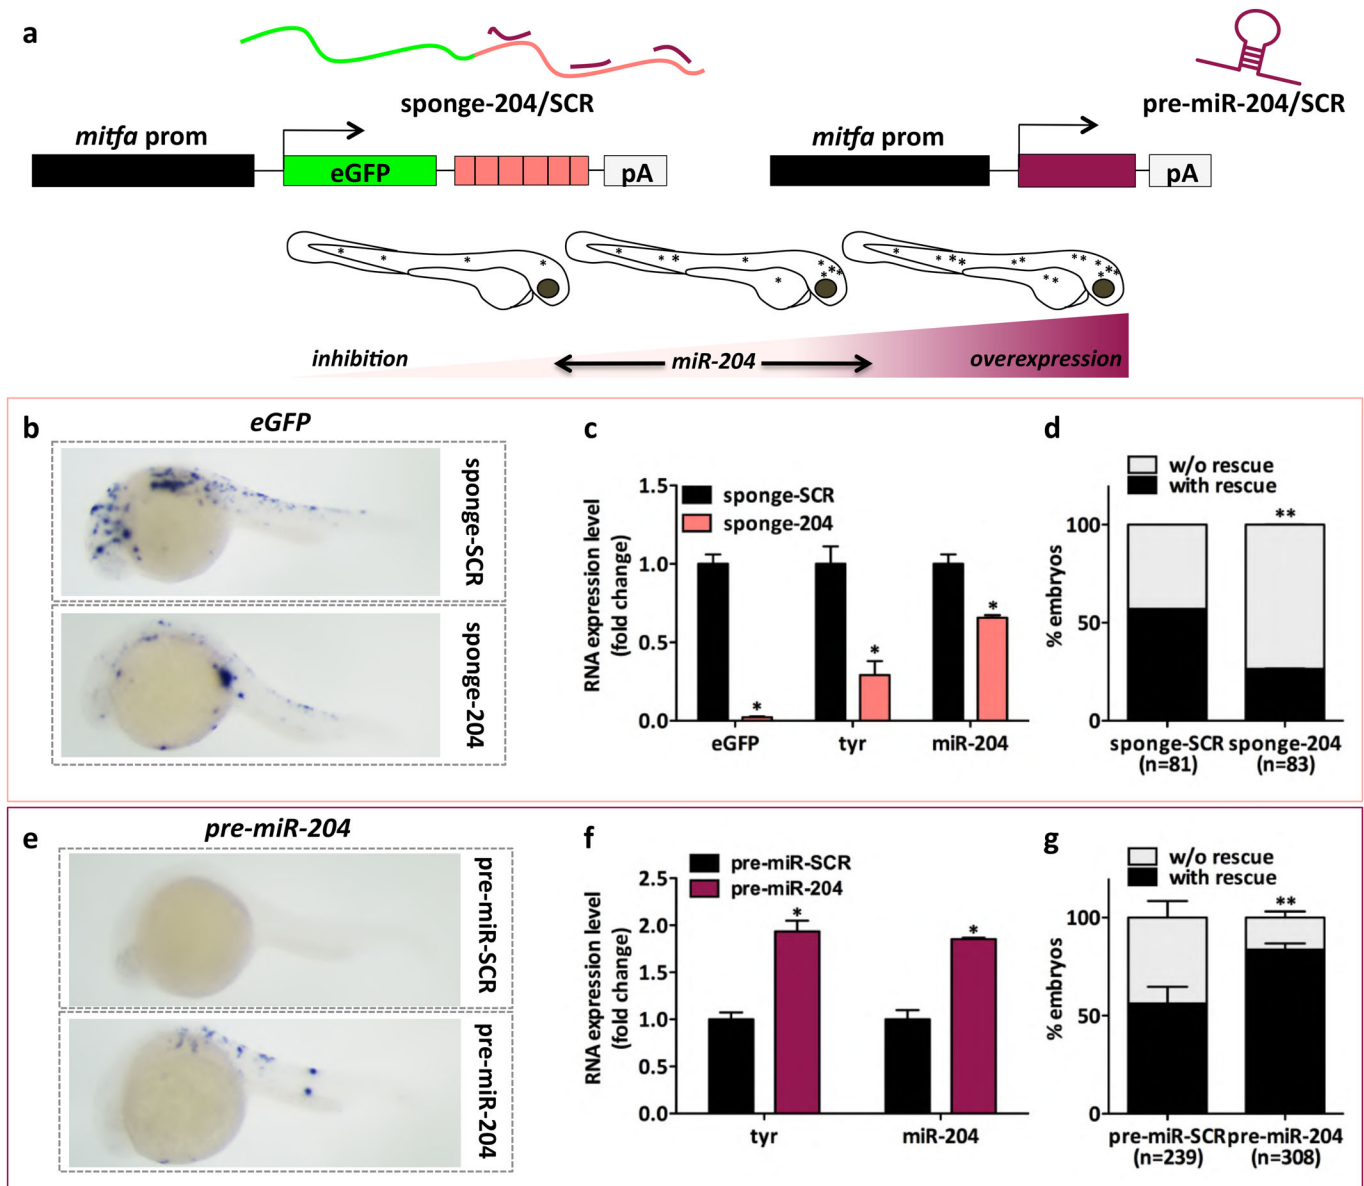 a
sponge-204/SCR
pre-miR-204/SCR
mitfa prom
eGFP
pA
mitfa prom
pA
* * * *
* * * * * * * * * *
* * * * * * * * * * * * * *
inhibition
miR-204
overexpression
b
eGFP
sponge-SCR
sponge-204
c
RNA expression level
(fold change)
1.5
1.0
0.5
0.0
sponge-SCR
sponge-204
*
*
*
eGFP tyr miR-204
d
w/o rescue
with rescue
% embryos
100
50
0
**
sponge-SCR sponge-204
(n=81) (n=83)
e
pre-miR-204
pre-miR-SCR
pre-miR-204
f
RNA expression level
(fold change)
2.5
2.0
1.5
1.0
0.5
0.0
pre-miR-SCR
pre-miR-204
*
*
tyr miR-204
g
w/o rescue
with rescue
% embryos
100
50
0
**
pre-miR-SCR pre-miR-204
(n=239) (n=308)